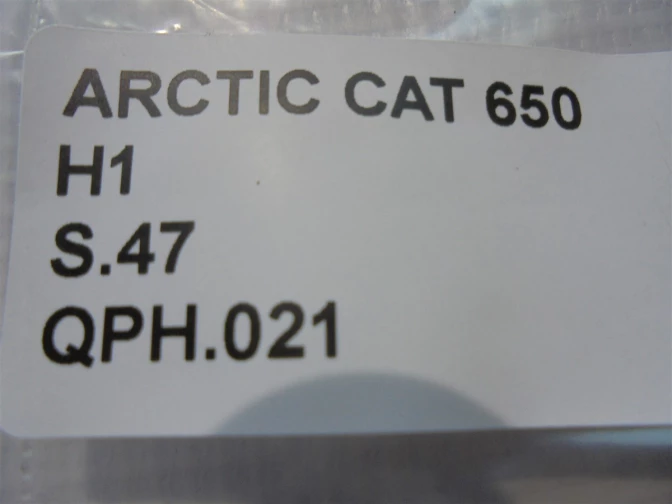 ARCTIC CAT 650
H1
S.47
QPH.021